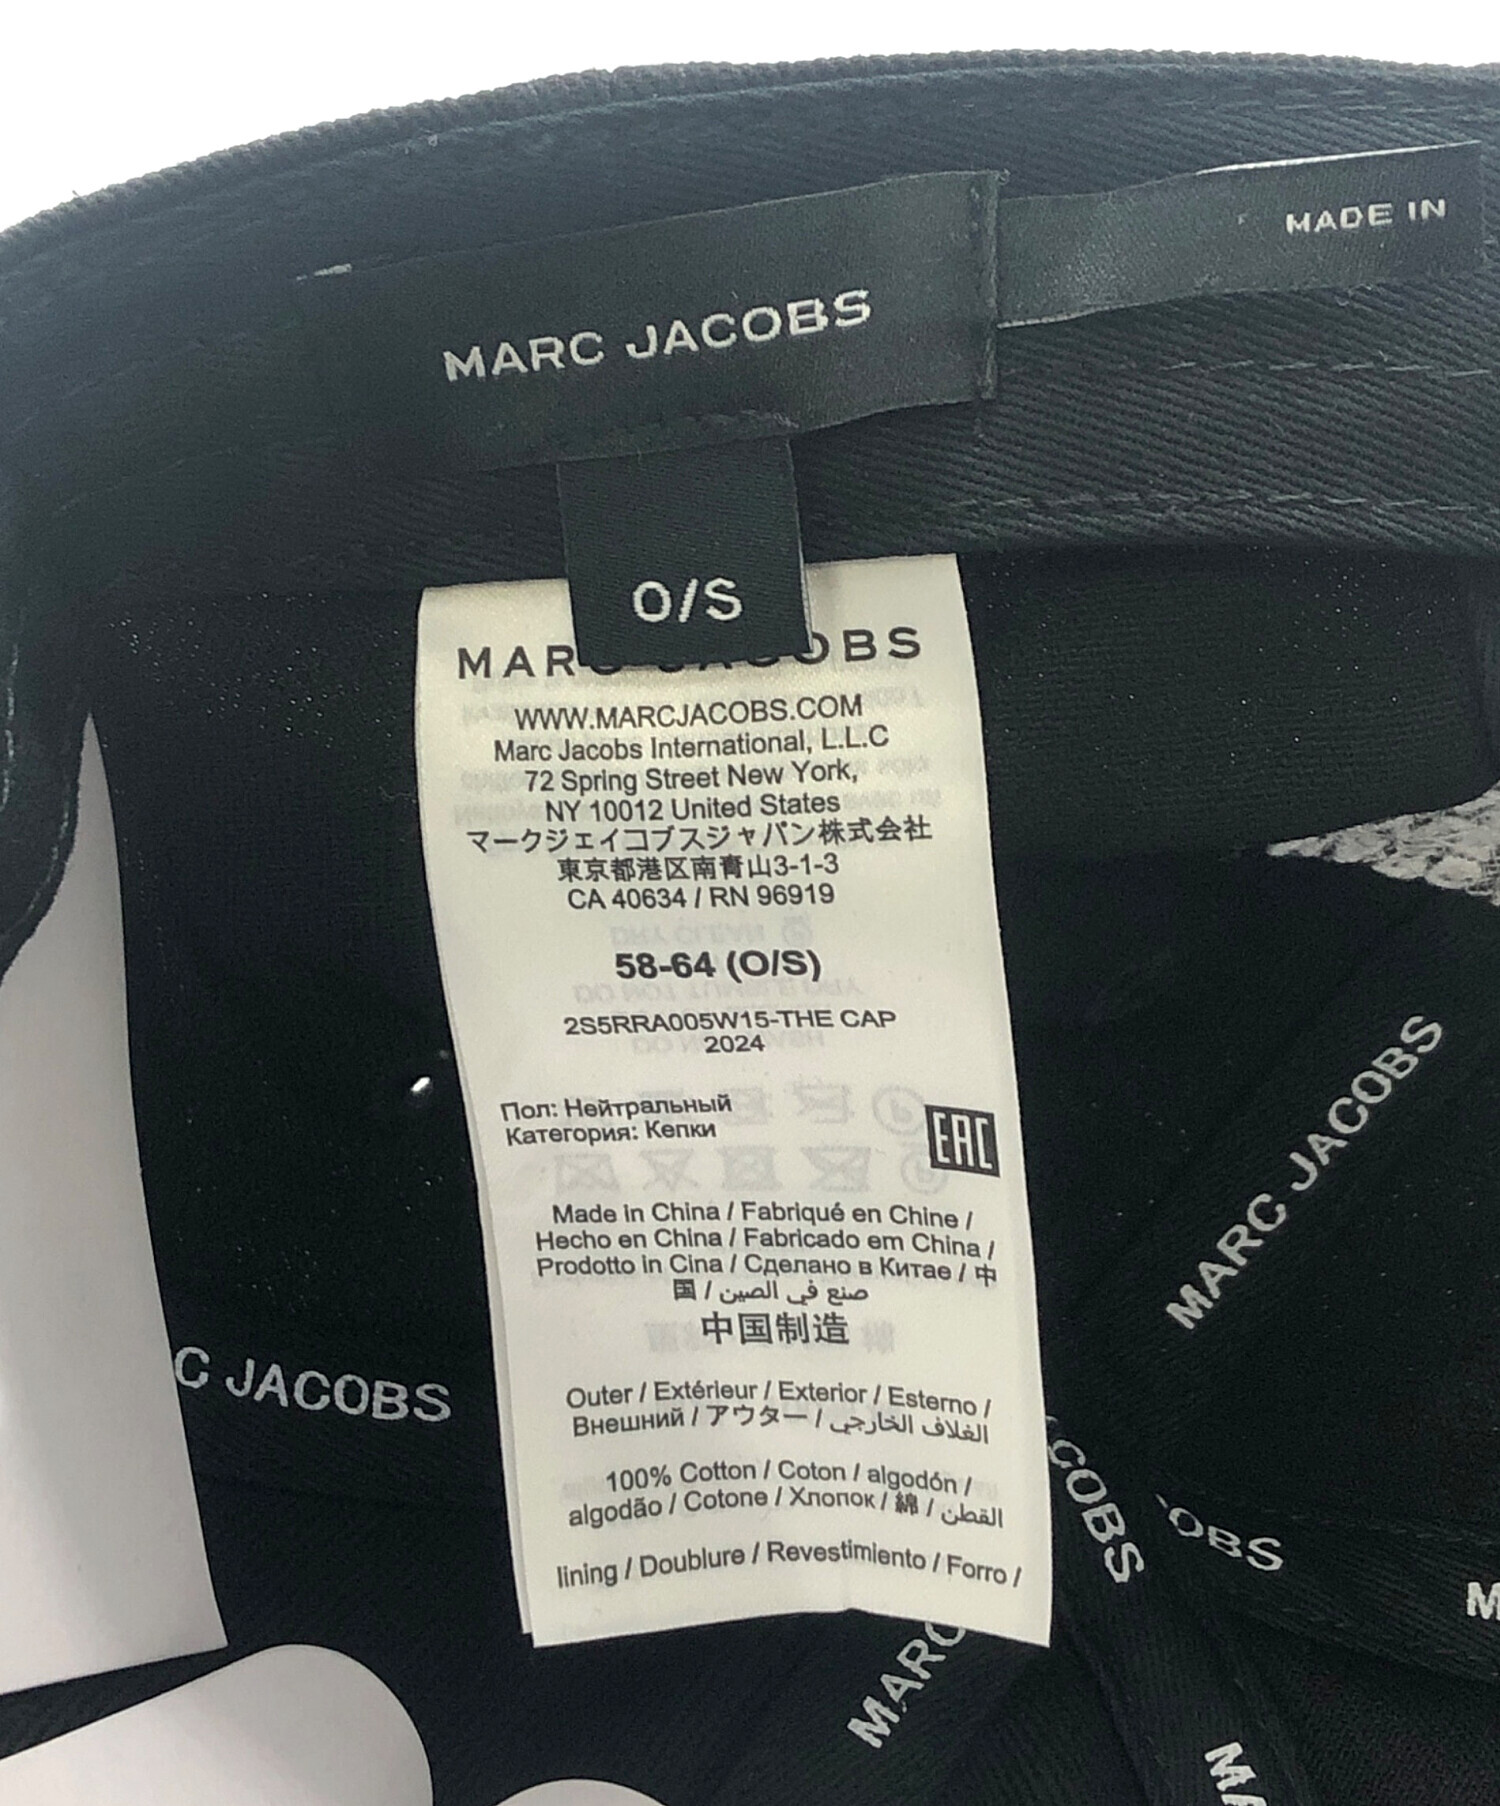 MADE IN
MARC JACOBS
O/S
MARC JACOBS
WWW.MARCJACOBS.COM
Marc Jacobs International, L.L.C
72 Spring Street New York,
NY 10012 United States
マークジェイコブスジャパン株式会社
東京都港区南青山3-1-3
CA 40634 / RN 96919
58-64 (O/S)
2S5RRA005W15-THE CAP
2024
Пол: Нейтральный
Категория: Кепки
EAC
Made in China / Fabriqué en Chine /
Hecho en China / Fabricado em China /
Prodotto in Cina / Сделано в Китае / 中
国 / صنع في الصين
中国制造
Outer / Extérieur / Exterior / Esterno /
Внешний / アウター / الغلاف الخارجي
100% Cotton / Coton / algodón /
algodão / Cotone / Хлопок / 綿 / القطن
lining / Doublure / Revestimiento / Forro /
MARC JACOBS
C JACOBS
COBS
OBS
M
MARC
MA